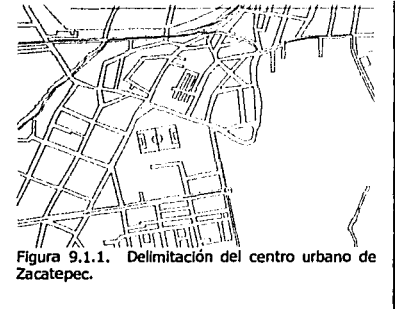 Figura 9.1.1. Delimitación del centro urbano de
Zacatepec.